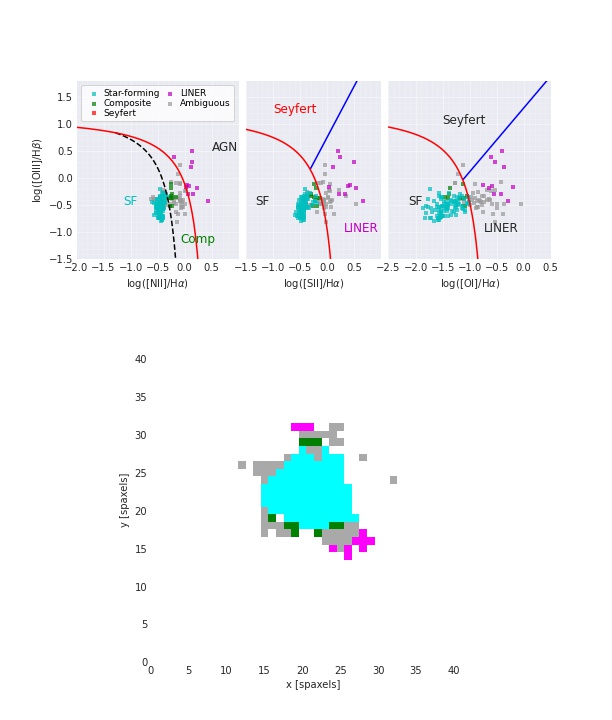 Star-forming
Composite
Seyfert
LINER
Ambiguous
1.5
1.0
0.5
0.0
−0.5
−1.0
−1.5
log([OIII]/Hβ)
AGN
SF
Comp
−2.0 −1.5 −1.0 −0.5 0.0 0.5
log([NII]/Hα)
Seyfert
SF
LINER
−1.5 −1.0 −0.5 0.0 0.5
log([SII]/Hα)
Seyfert
SF
LINER
−2.5 −2.0 −1.5 −1.0 −0.5 0.0 0.5
log([OI]/Hα)
40
35
30
25
20
15
10
5
0
y [spaxels]
0 5 10 15 20 25 30 35 40
x [spaxels]